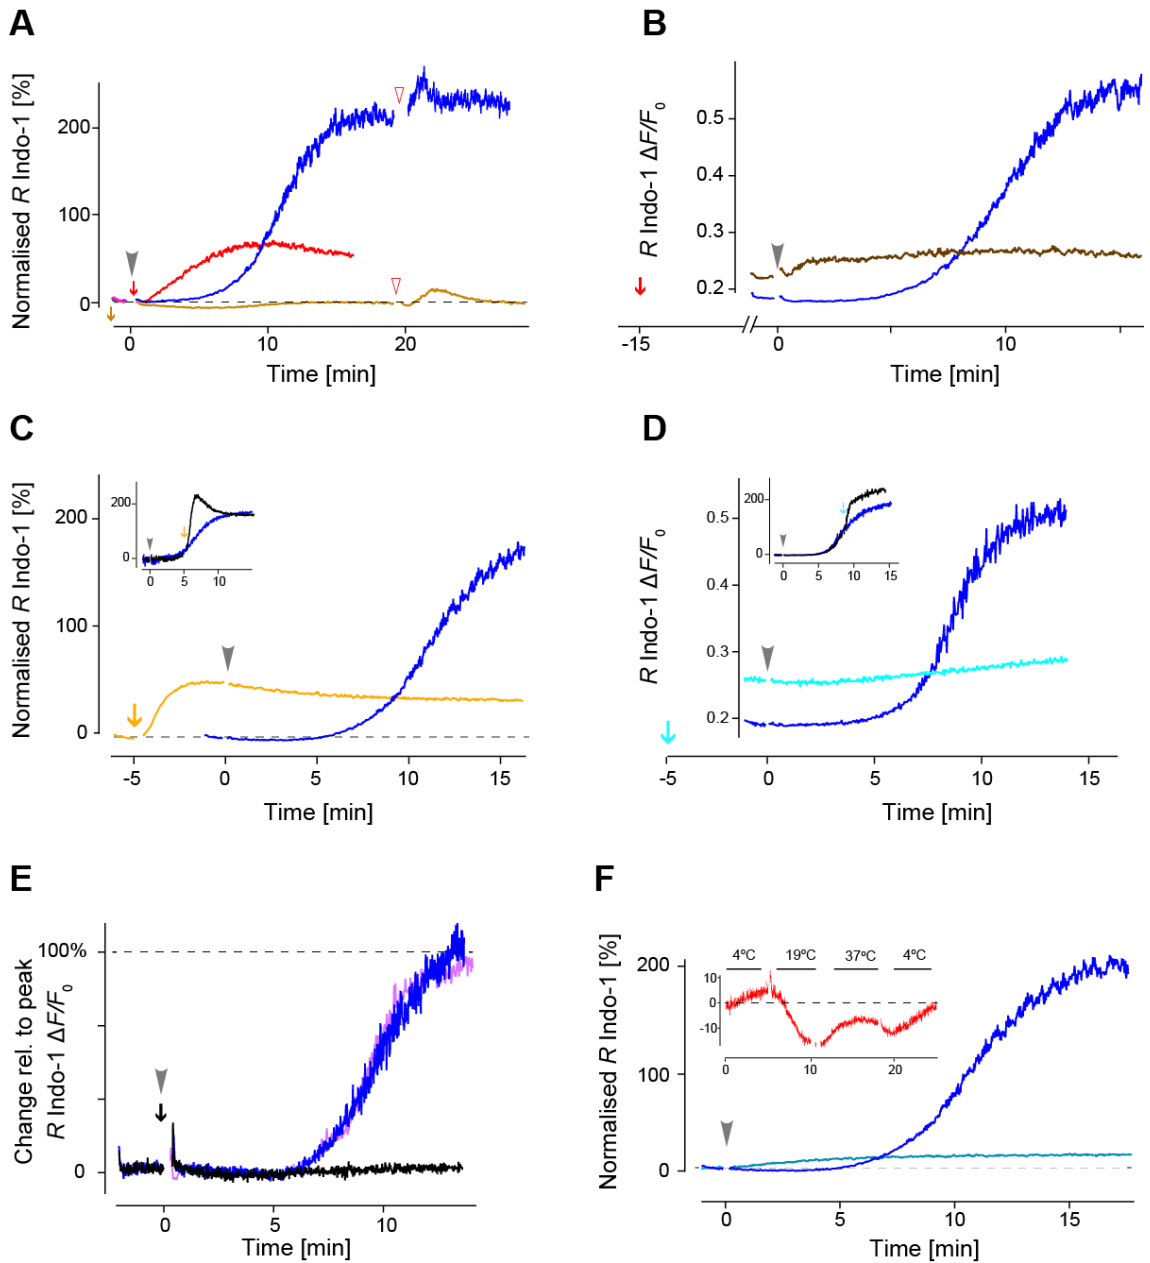 A
Normalised R Indo-1 [%]
200
100
0
0 10 20
Time [min]
B
R Indo-1 ΔF/F0
0.5
0.4
0.3
0.2
-15 0 10
Time [min]
C
Normalised R Indo-1 [%]
200
100
0
200
0
0 5 10
-5 0 5 10 15
Time [min]
D
R Indo-1 ΔF/F0
0.5
0.4
0.3
0.2
200
0
0 5 10 15
-5 0 5 10 15
Time [min]
E
Change rel. to peak
R Indo-1 ΔF/F0
100%
0
0 5 10
Time [min]
F
Normalised R Indo-1 [%]
200
100
0
4ºC 19ºC 37ºC 4ºC
10
0
-10
0 10 20
0 5 10 15
Time [min]